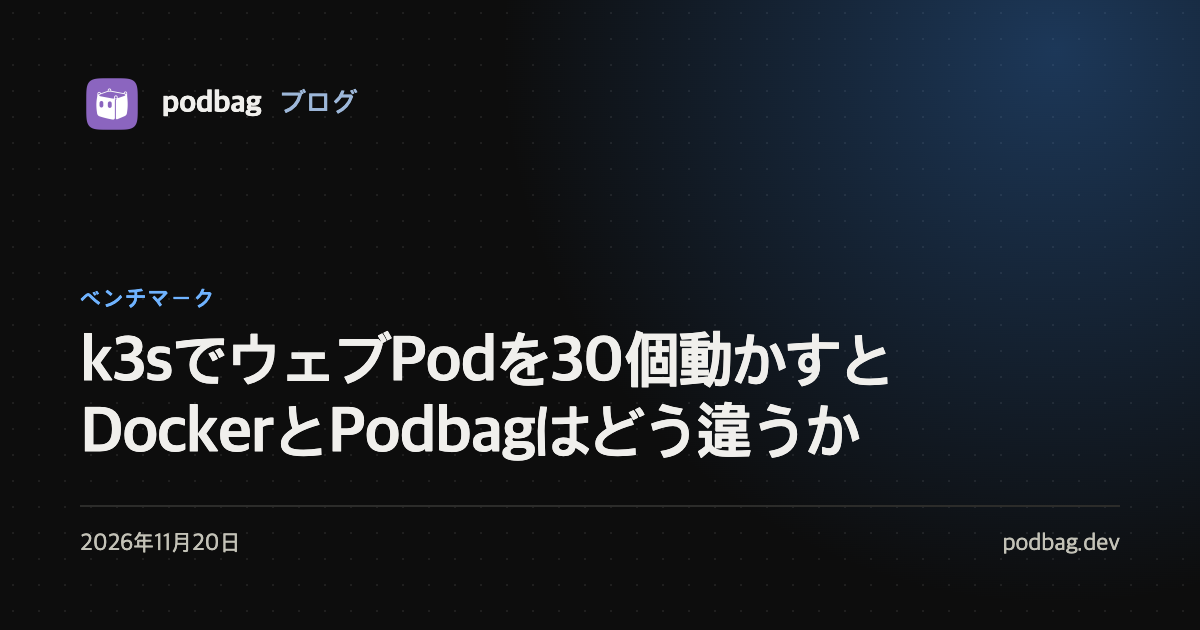 podbag ブログ
ベンチマーク
k3sでウェブPodを30個動かすと
DockerとPodbagはどう違うか
2026年11月20日
podbag.dev